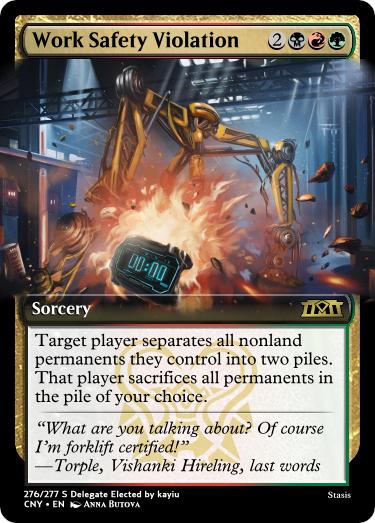 Work Safety Violation 2
00:00
Sorcery
Target player separates all nonland
permanents they control into two piles.
That player sacrifices all permanents in
the pile of your choice.
“What are you talking about? Of course
I’m forklift certified!”
—Torple, Vishanki Hireling, last words
276/277 S Delegate Elected by kayiu
Stasis
CNY • EN Anna Butova